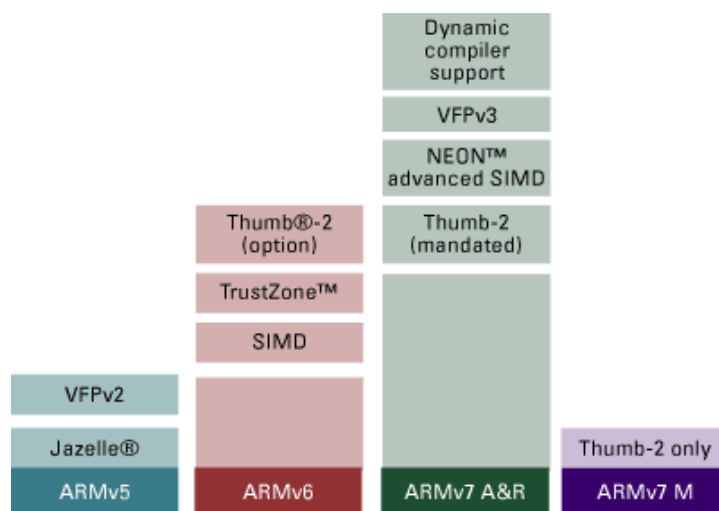 Dynamic
compiler
support
VFPv3
NEON™
advanced SIMD
Thumb®-2
(option)
Thumb-2
(mandated)
TrustZone™
SIMD
VFPv2
Jazelle®
Thumb-2 only
ARMv5
ARMv6
ARMv7 A&R
ARMv7 M